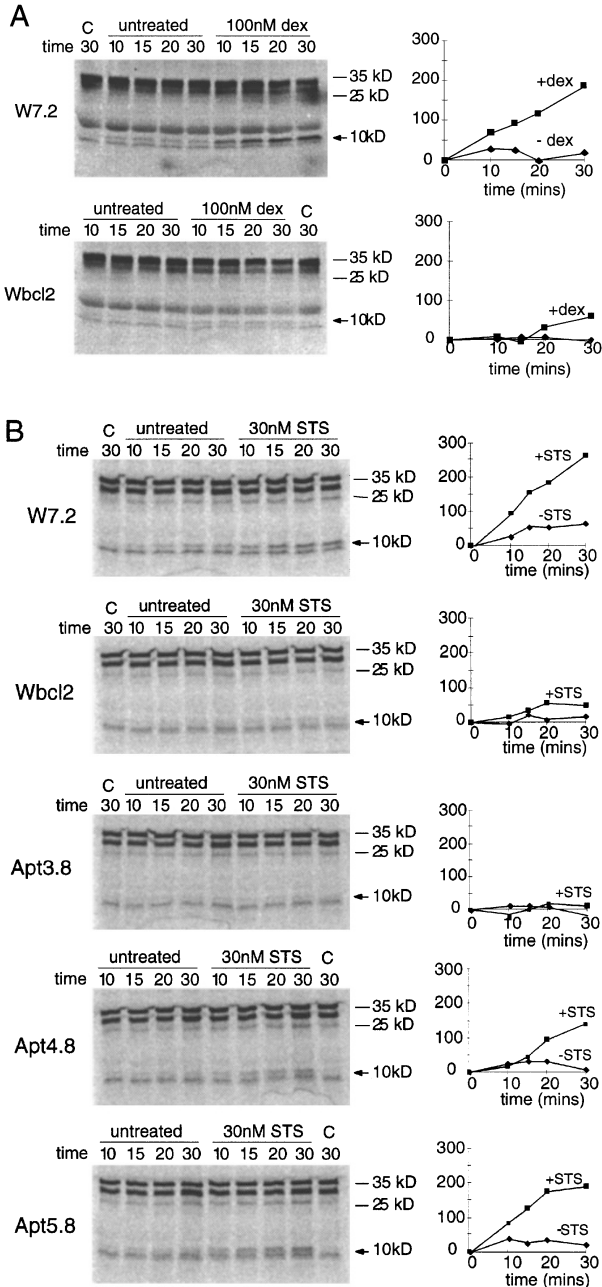 A
C untreated 100nM dex
time 30 10 15 20 30 10 15 20 30
W7.2
35 kD
25 kD
10kD
300
200
100
0
+dex
- dex
0 10 20 30
time (mins)
untreated 100nM dex C
time 10 15 20 30 10 15 20 30 30
Wbcl2
35 kD
25 kD
10kD
300
200
100
0
+dex
0 10 20 30
time (mins)
B
C untreated 30nM STS
time 30 10 15 20 30 10 15 20 30
W7.2
35 kD
25 kD
10kD
300
200
100
0
+STS
-STS
0 10 20 30
time (mins)
C untreated 30nM STS
time 30 10 15 20 30 10 15 20 30
Wbcl2
35 kD
25 kD
10kD
300
200
100
0
+STS
0 10 20 30
time (mins)
C untreated 30nM STS
time 30 10 15 20 30 10 15 20 30
Apt3.8
35 kD
25 kD
10kD
300
200
100
0
+STS
0 10 20 30
time (mins)
untreated 30nM STS C
time 10 15 20 30 10 15 20 30 30
Apt4.8
35 kD
25 kD
10kD
300
200
100
0
+STS
-STS
0 10 20 30
time (mins)
untreated 30nM STS C
time 10 15 20 30 10 15 20 30 30
Apt5.8
35 kD
25 kD
10kD
300
200
100
0
+STS
-STS
0 10 20 30
time (mins)